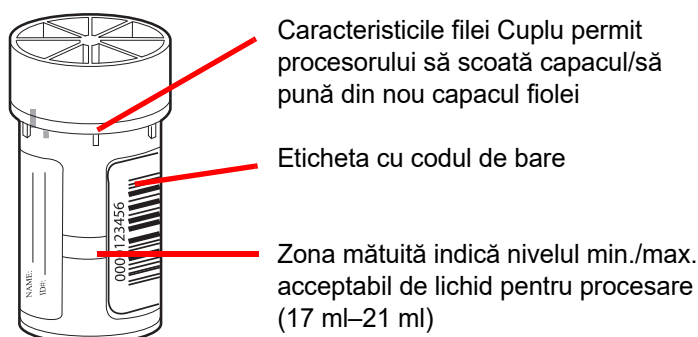 Caracteristicile filei Cuplu permit
procesorului să scoată capacul/să
pună din nou capacul fiolei
Eticheta cu codul de bare
Zona mătuită indică nivelul min./max.
acceptabil de lichid pentru procesare
(17 ml–21 ml)
NAME:
ID#:
0000123456